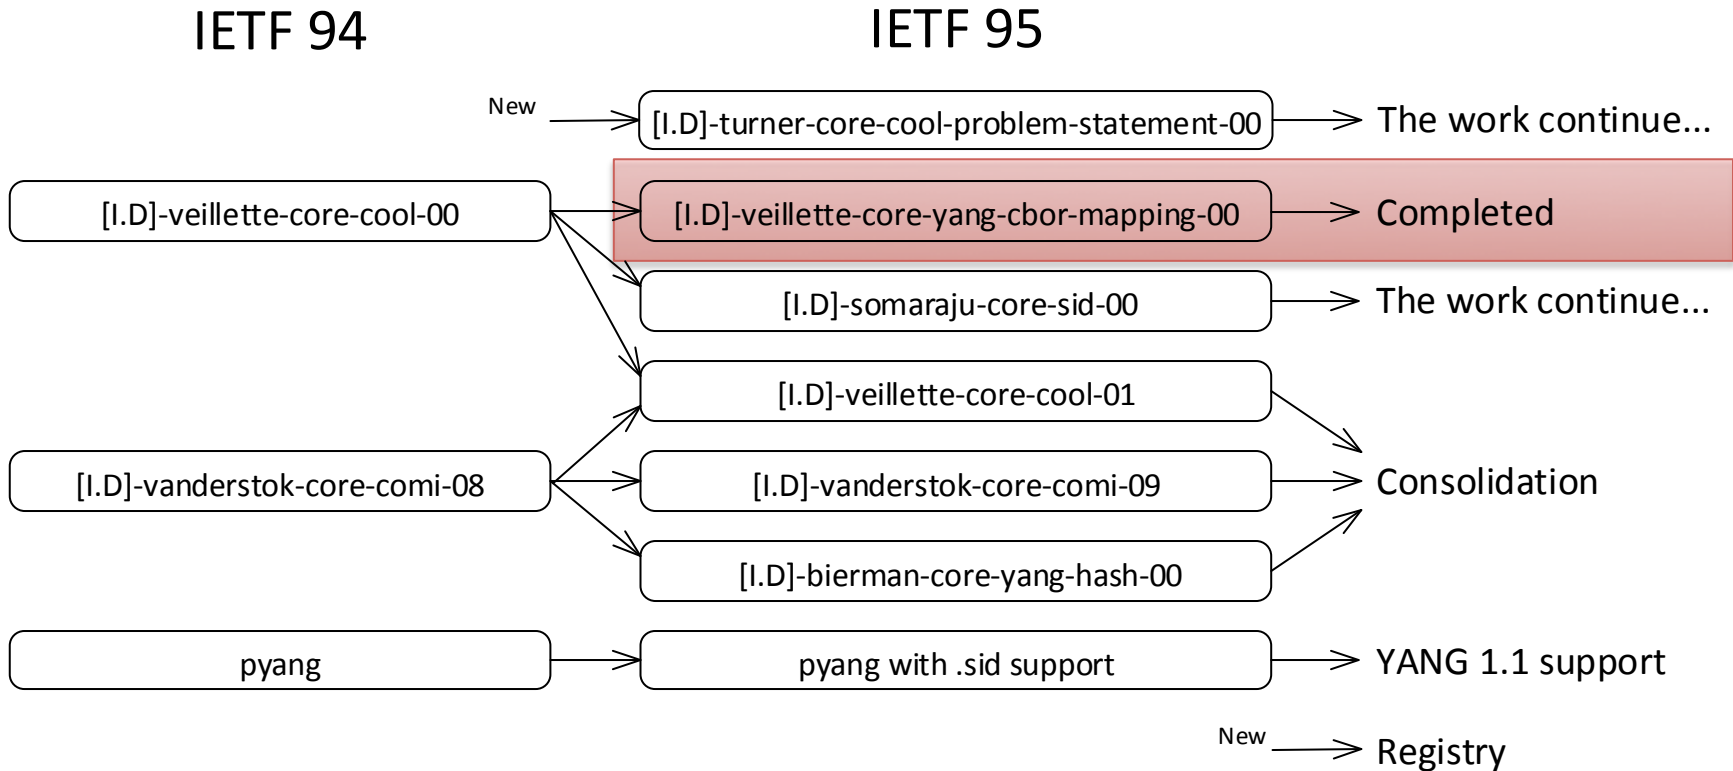 IETF 94
IETF 95
New
[I.D]-turner-core-cool-problem-statement-00
The work continue...
[I.D]-veillette-core-cool-00
[I.D]-veillette-core-yang-cbor-mapping-00
Completed
[I.D]-somaraju-core-sid-00
The work continue...
[I.D]-veillette-core-cool-01
[I.D]-vanderstok-core-comi-08
[I.D]-vanderstok-core-comi-09
Consolidation
[I.D]-bierman-core-yang-hash-00
pyang
pyang with .sid support
YANG 1.1 support
New
Registry